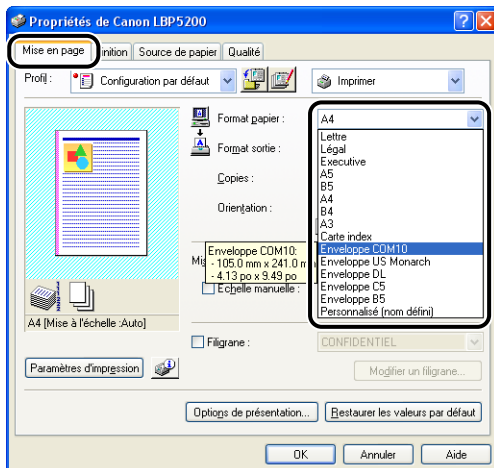 Propriétés de Canon LBP5200
Mise en page
inition
Source de papier
Qualité
Profil :
Configuration par défaut
Imprimer
Format papier :
A4
Format sortie :
Copies :
Orientation :
Lettre
Légal
Executive
A5
B5
A4
B4
A3
Carte index
Enveloppe COM10
Enveloppe US Monarch
Enveloppe DL
Enveloppe C5
Enveloppe B5
Personnalisé (nom défini)
Enveloppe COM10:
- 105.0 mm x 241.0 m
- 4.13 po x 9.49 po
Echelle manuelle :
A4 [Mise à l'échelle :Auto]
Filigrane :
CONFIDENTIEL
Paramètres d'impression
Modifier un filigrane...
Options de présentation...
Restaurer les valeurs par défaut
OK
Annuler
Aide